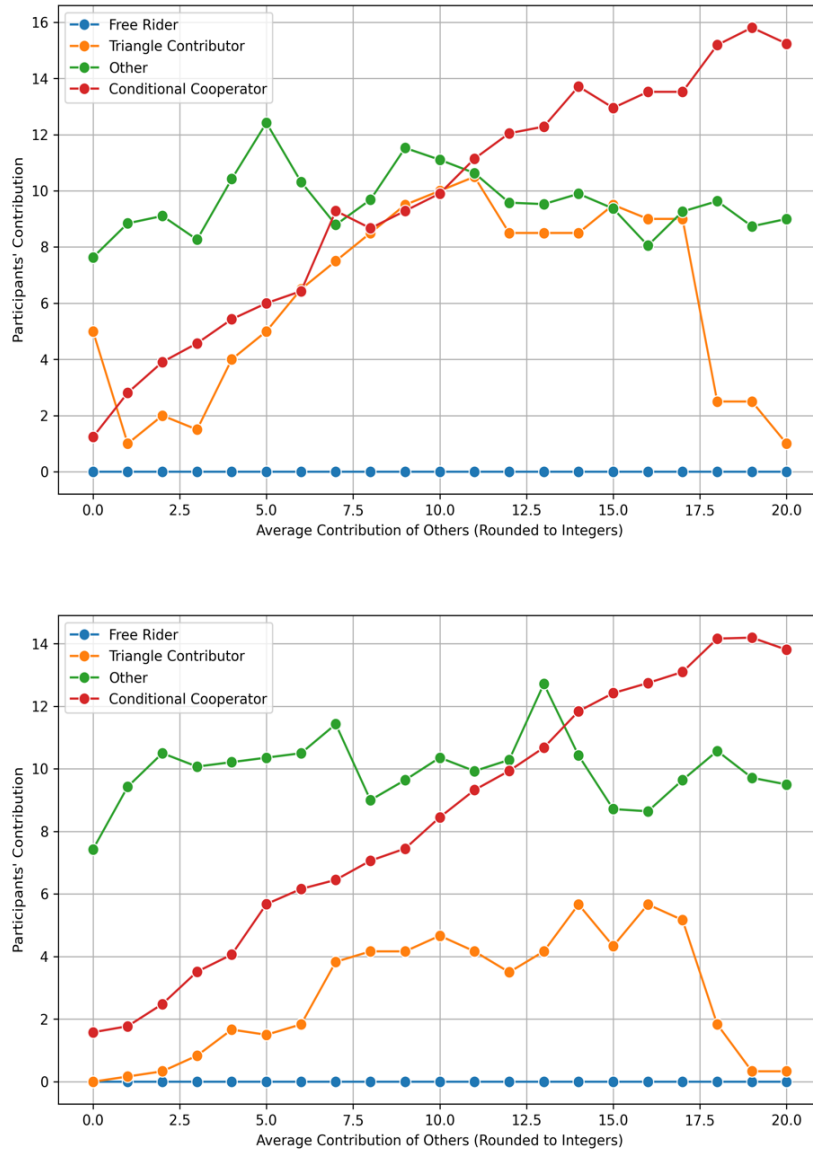 16
14
12
10
8
6
4
2
0
Participants' Contribution
Free Rider
Triangle Contributor
Other
Conditional Cooperator
0.0 2.5 5.0 7.5 10.0 12.5 15.0 17.5 20.0
Average Contribution of Others (Rounded to Integers)
14
12
10
8
6
4
2
0
Participants' Contribution
Free Rider
Triangle Contributor
Other
Conditional Cooperator
0.0 2.5 5.0 7.5 10.0 12.5 15.0 17.5 20.0
Average Contribution of Others (Rounded to Integers)